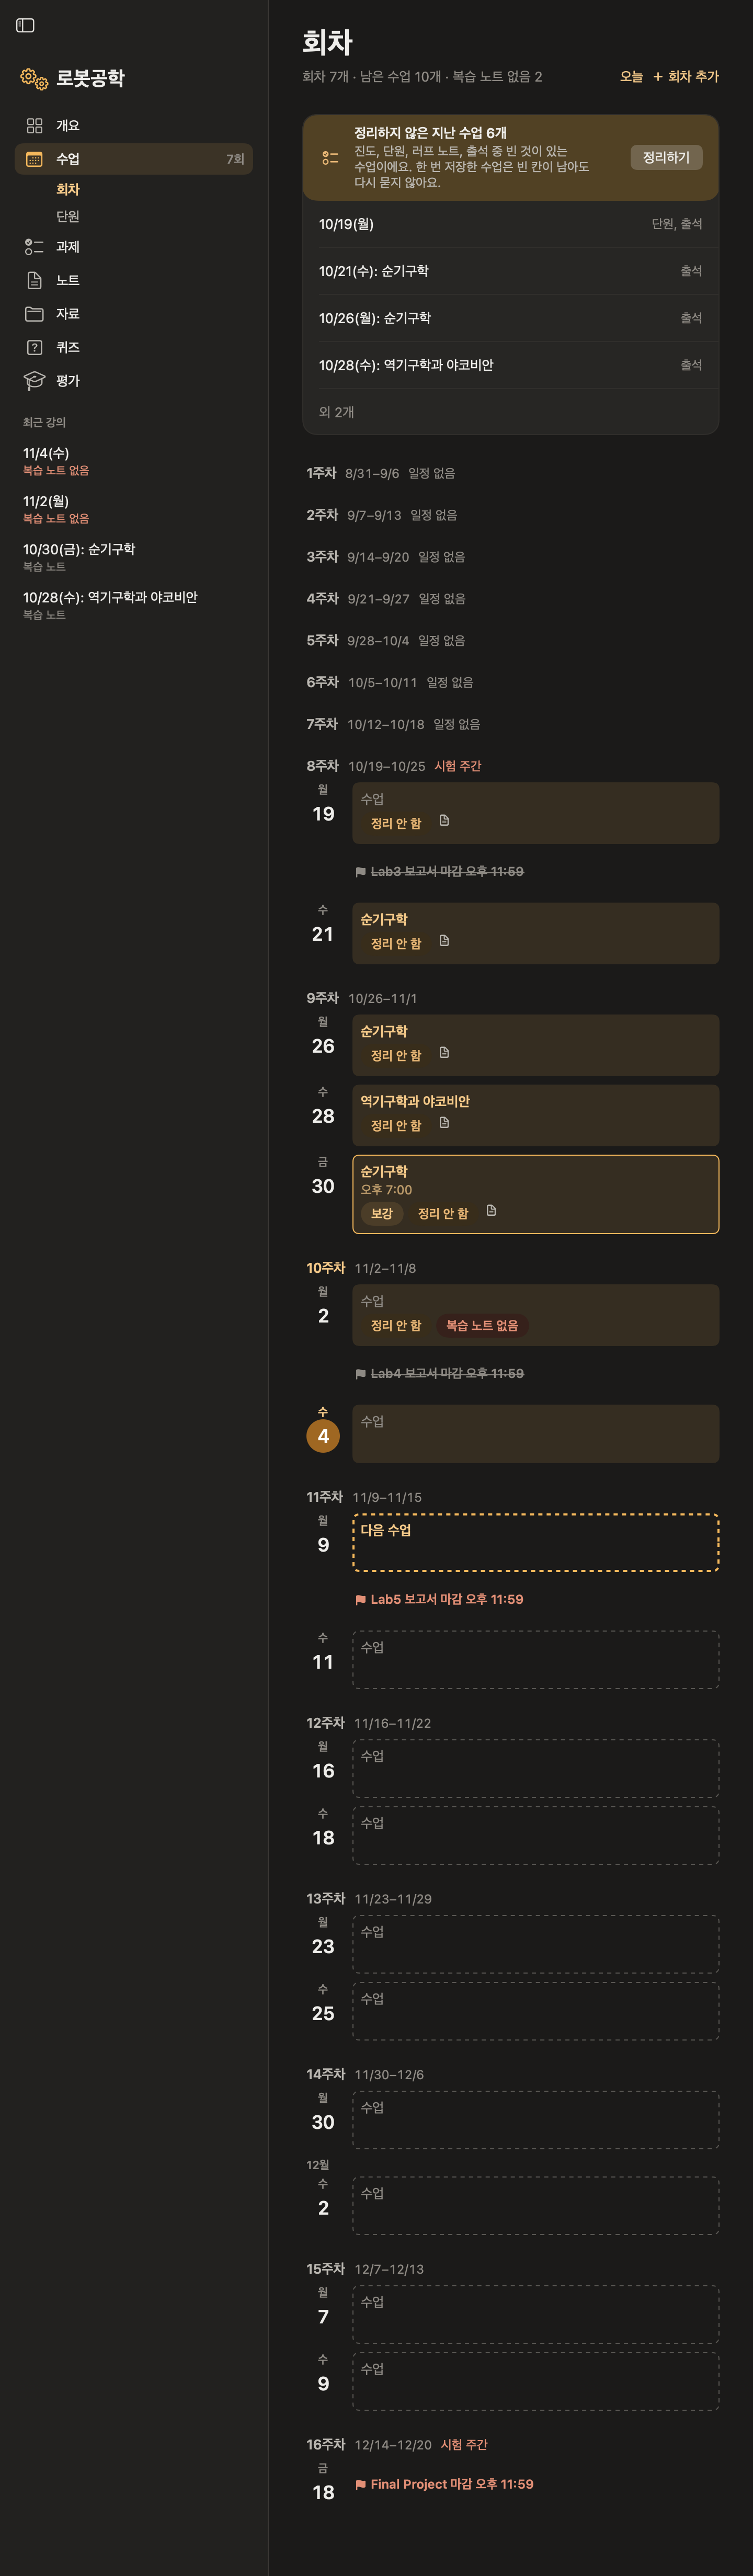 로봇공학
개요
수업 7회
회차
단원
과제
노트
자료
퀴즈
평가
최근 강의
11/4(수)
복습 노트 없음
11/2(월)
복습 노트 없음
10/30(금): 순기구학
복습 노트
10/28(수): 역기구학과 야코비안
복습 노트
회차
회차 7개 · 남은 수업 10개 · 복습 노트 없음 2
오늘 + 회차 추가
정리하지 않은 지난 수업 6개
진도, 단원, 러프 노트, 출석 중 빈 것이 있는
수업이에요. 한 번 저장한 수업은 빈 칸이 남아도
다시 묻지 않아요.
정리하기
10/19(월) 단원, 출석
10/21(수): 순기구학 출석
10/26(월): 순기구학 출석
10/28(수): 역기구학과 야코비안 출석
외 2개
1주차 8/31–9/6 일정 없음
2주차 9/7–9/13 일정 없음
3주차 9/14–9/20 일정 없음
4주차 9/21–9/27 일정 없음
5주차 9/28–10/4 일정 없음
6주차 10/5–10/11 일정 없음
7주차 10/12–10/18 일정 없음
8주차 10/19–10/25 시험 주간
월
19
수업
정리 안 함
Lab3 보고서 마감 오후 11:59
수
21
순기구학
정리 안 함
9주차 10/26–11/1
월
26
순기구학
정리 안 함
수
28
역기구학과 야코비안
정리 안 함
금
30
순기구학
오후 7:00
보강 정리 안 함
10주차 11/2–11/8
월
2
수업
정리 안 함 복습 노트 없음
Lab4 보고서 마감 오후 11:59
수
4
수업
11주차 11/9–11/15
월
9
다음 수업
Lab5 보고서 마감 오후 11:59
수
11
수업
12주차 11/16–11/22
월
16
수업
수
18
수업
13주차 11/23–11/29
월
23
수업
수
25
수업
14주차 11/30–12/6
월
30
수업
12월
수
2
수업
15주차 12/7–12/13
월
7
수업
수
9
수업
16주차 12/14–12/20 시험 주간
금
18
Final Project 마감 오후 11:59